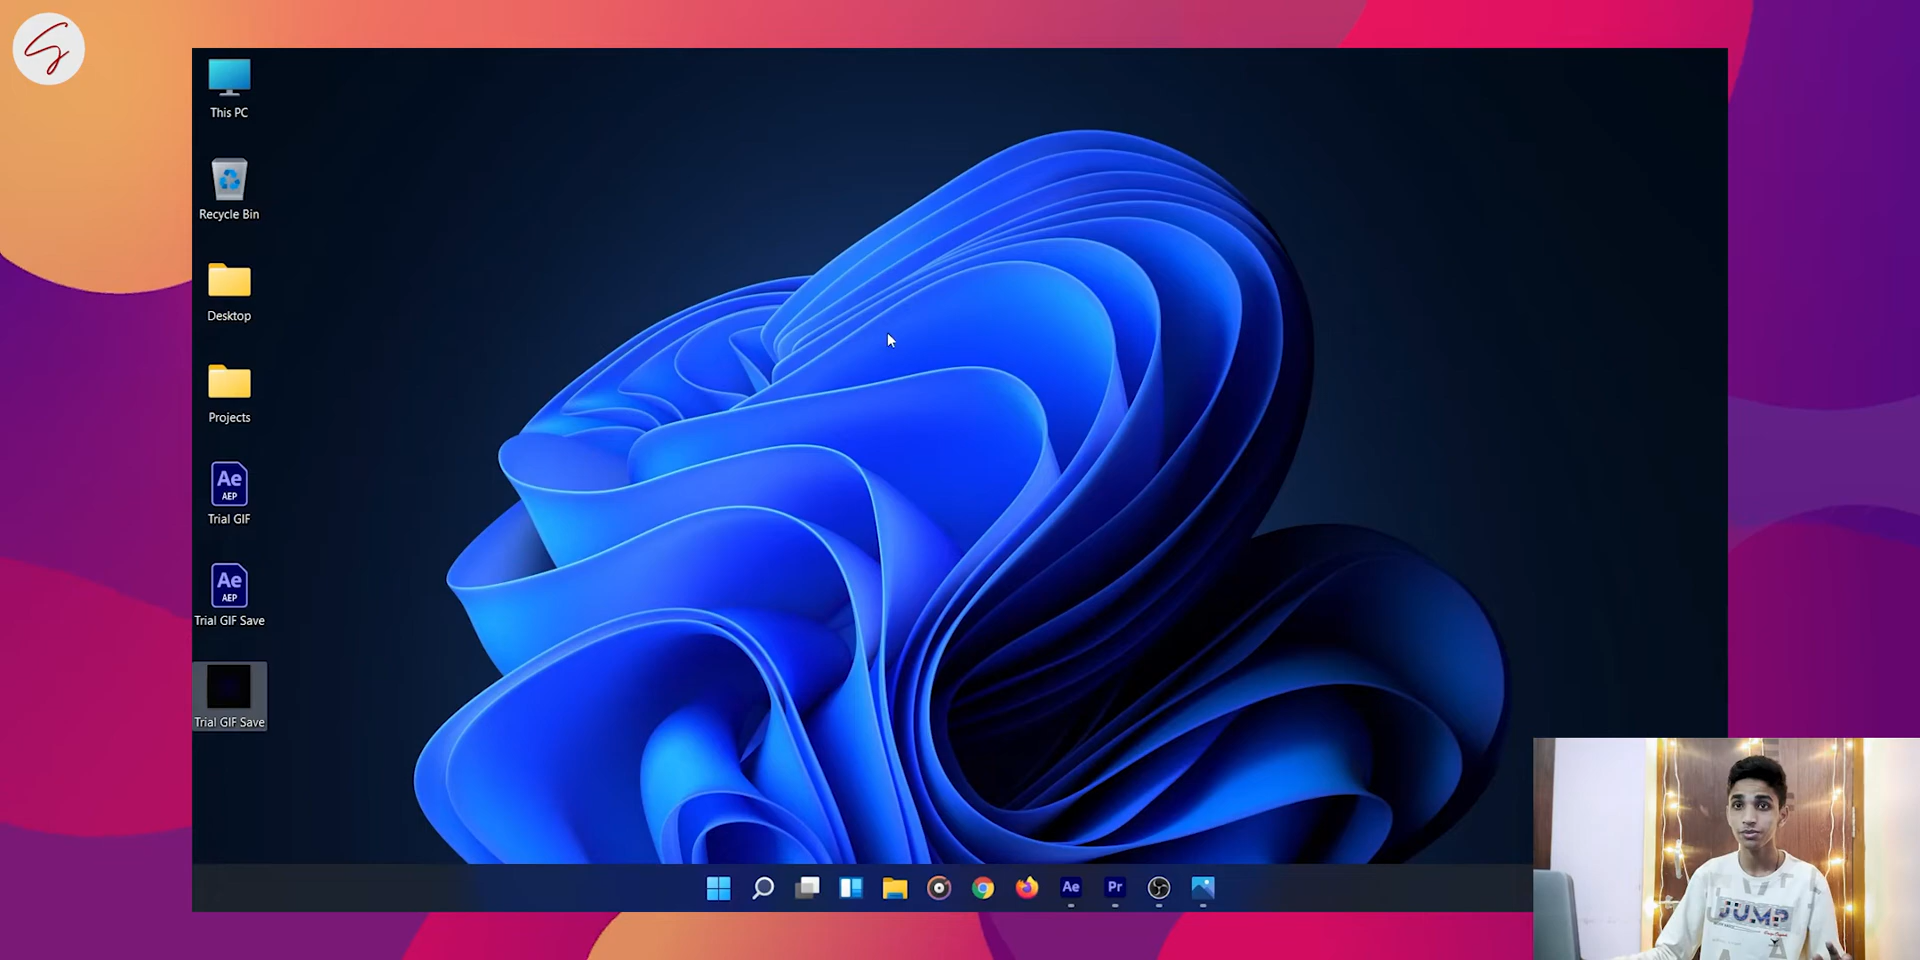 This PC
Recycle Bin
Desktop
Projects
Ae
AEP
Trial GIF
Ae
AEP
Trial GIF Save
Trial GIF Save
Ae
Pr
JUMP